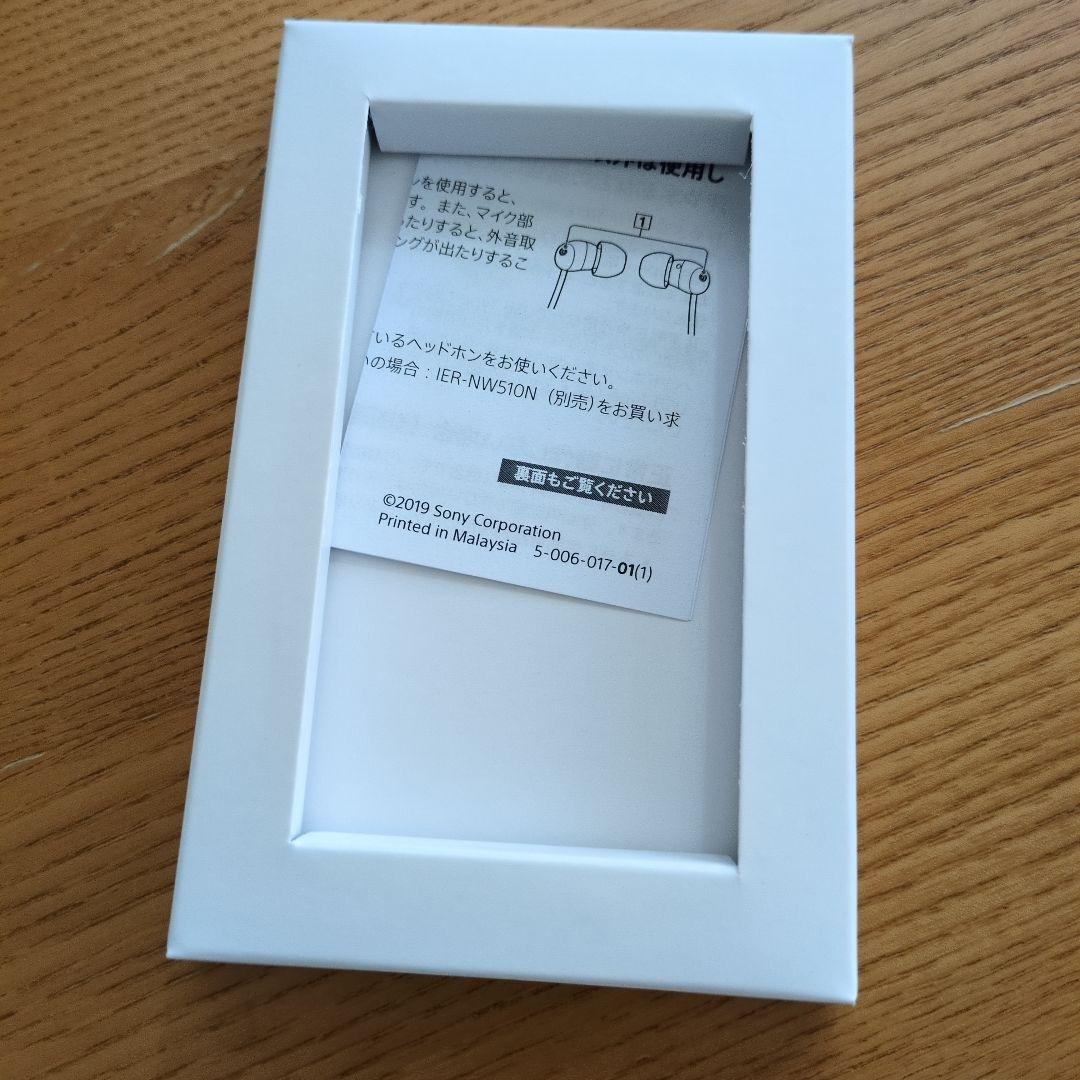 は使用し
を使用すると、
す。また、マイク部
たりすると、外音取
ングが出たりするこ
1
いるヘッドホンをお使いください。
の場合：IER-NW510N（別売）をお買い求
裏面もご覧ください
©2019 Sony Corporation
Printed in Malaysia 5-006-017-01(1)